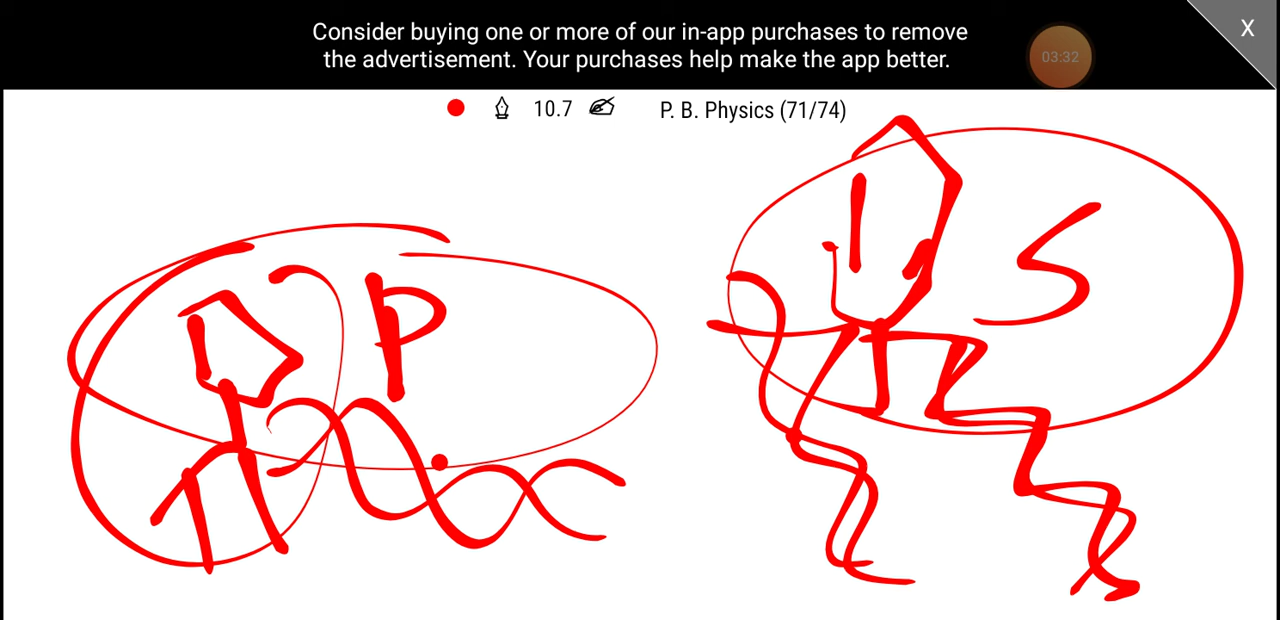 Consider buying one or more of our in-app purchases to remove
the advertisement. Your purchases help make the app better.
03:32
X
10.7 P. B. Physics (71/74)
P
S